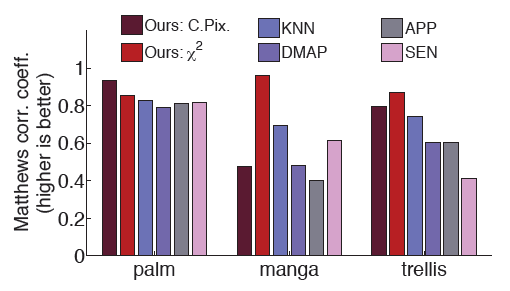 Ours: C.Pix.
KNN
APP
Ours: χ²
DMAP
SEN
Matthews corr. coeff.
(higher is better)
1
0.8
0.6
0.4
0.2
0
palm
manga
trellis